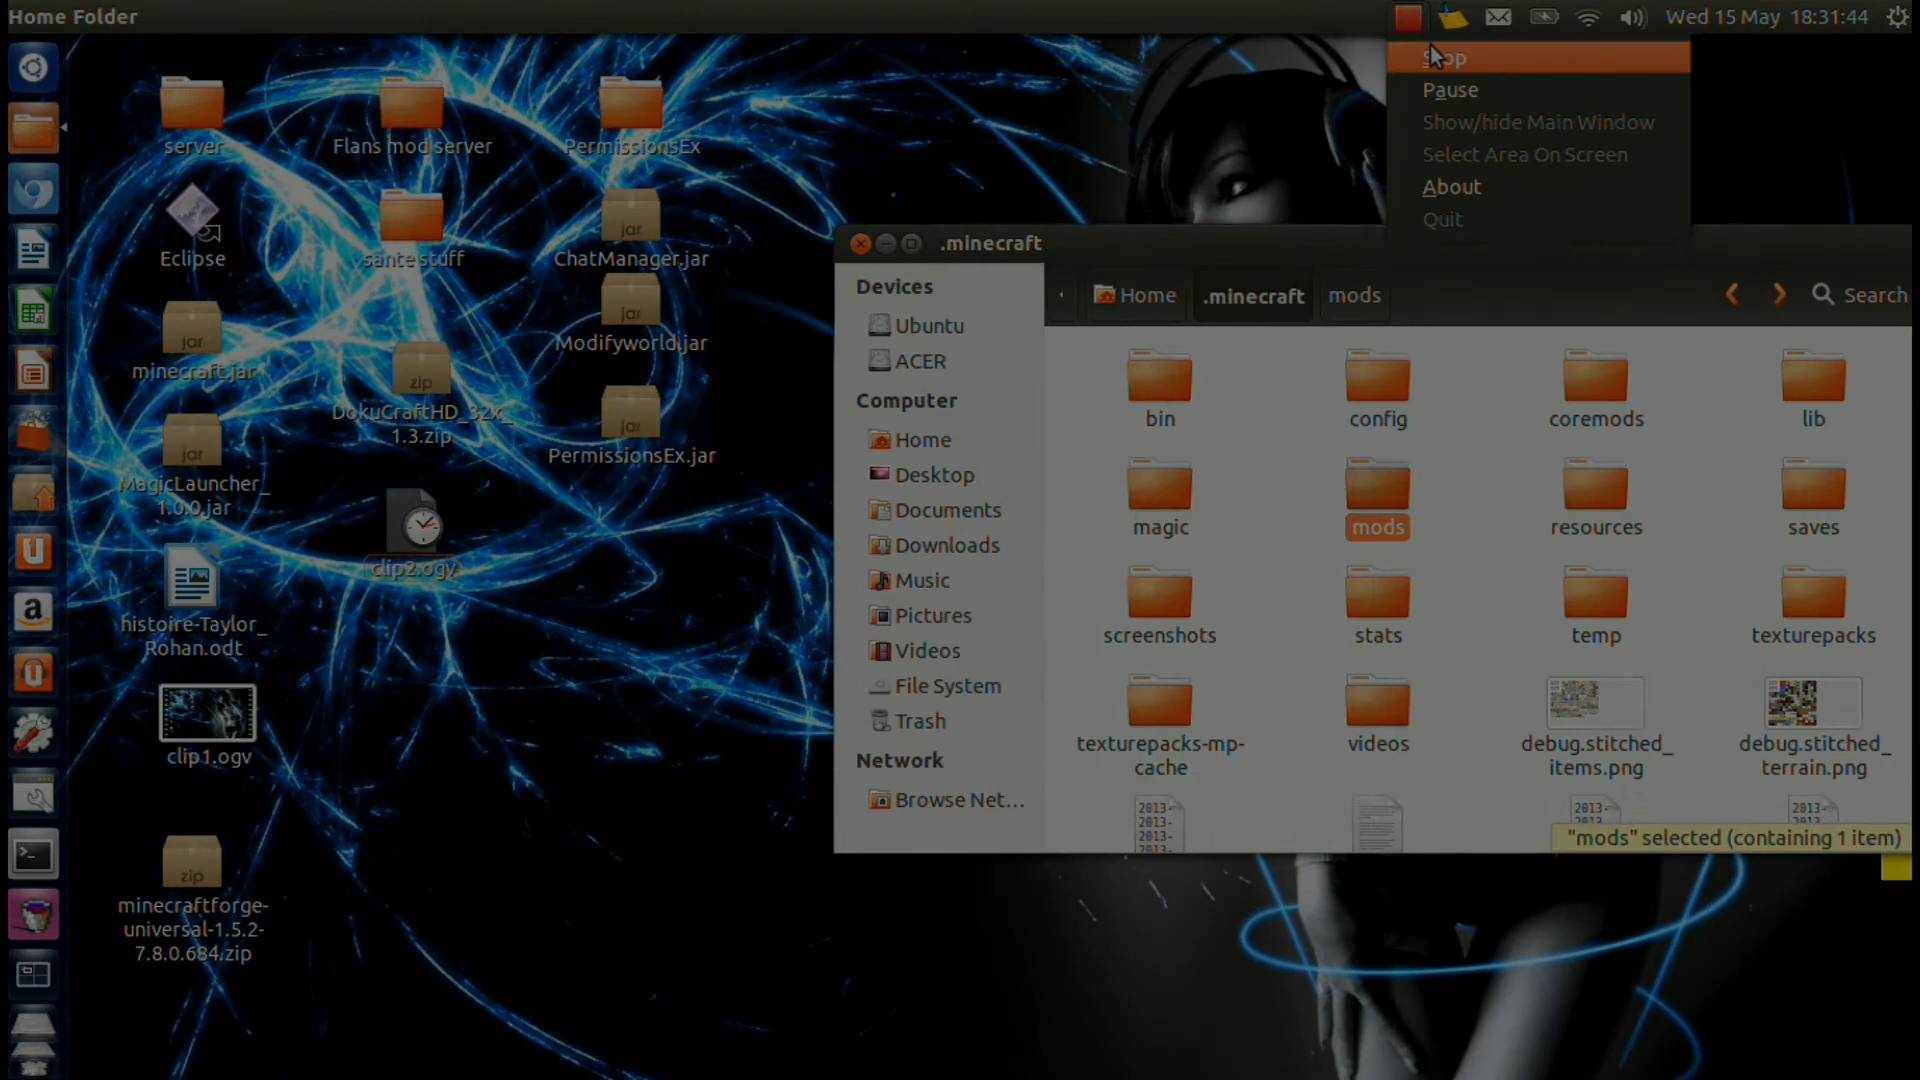 Home Folder
Wed 15 May 18:31:44
Stop
Pause
Show/hide Main Window
Select Area On Screen
About
Quit
server
Flans mod server
PermissionsEx
Eclipse
sante stuff
jar
ChatManager.jar
jar
minecraft.jar
jar
Modifyworld.jar
zip
DokuCraftHD_32x_
1.3.zip
jar
PermissionsEx.jar
jar
MagicLauncher_
1.0.0.jar
clip2.ogv
histoire-Taylor_
Rohan.odt
clip1.ogv
zip
minecraftforge-
universal-1.5.2-
7.8.0.684.zip
.minecraft
Home
.minecraft
mods
Search
Devices
Ubuntu
ACER
Computer
Home
Desktop
Documents
Downloads
Music
Pictures
Videos
File System
Trash
Network
Browse Net...
bin
config
coremods
lib
magic
mods
resources
saves
screenshots
stats
temp
texturepacks
texturepacks-mp-
cache
videos
debug.stitched_
items.png
debug.stitched_
terrain.png
2013-
2013-
2013-
2013-
2013-
"mods" selected (containing 1 item)